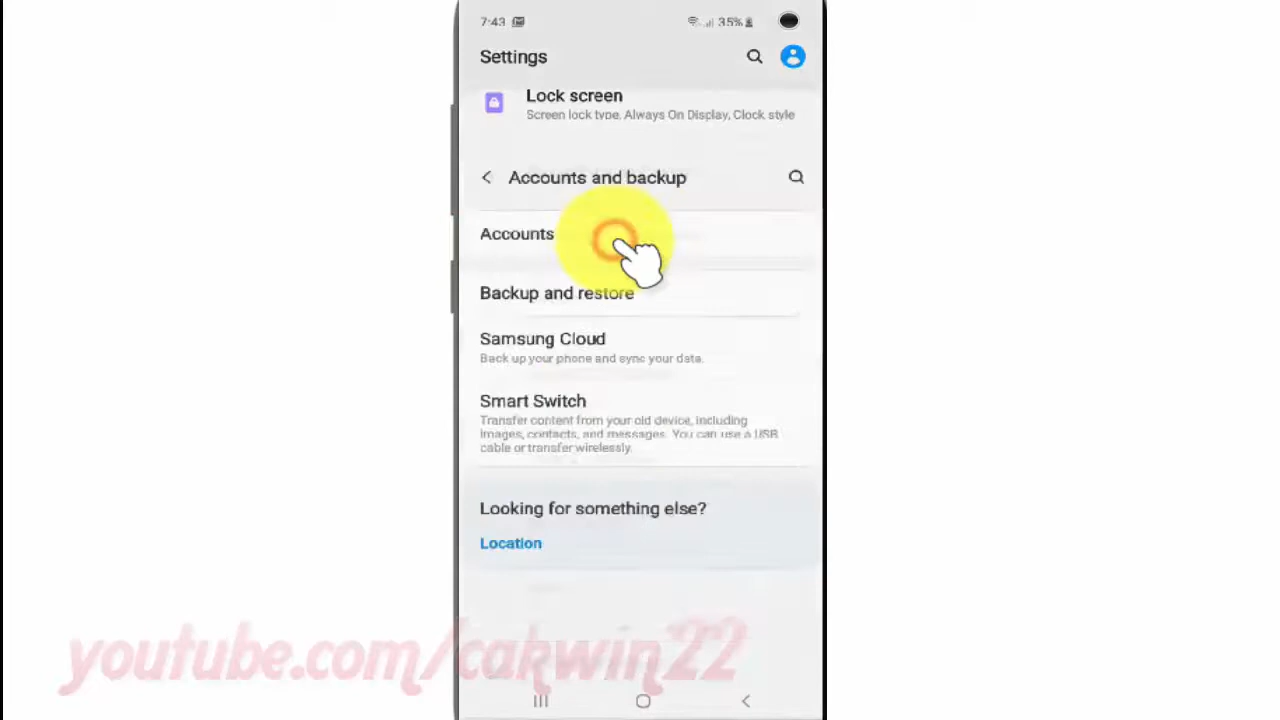 7:43 35%
Settings
Lock screen
Screen lock type, Always On Display, Clock style
Accounts and backup
Accounts
Backup and restore
Samsung Cloud
Back up your phone and sync your data.
Smart Switch
Transfer content from your old device, including
images, contacts, and messages. You can use a USB
cable or transfer wirelessly.
Looking for something else?
Location
youtube.com/cakwin22